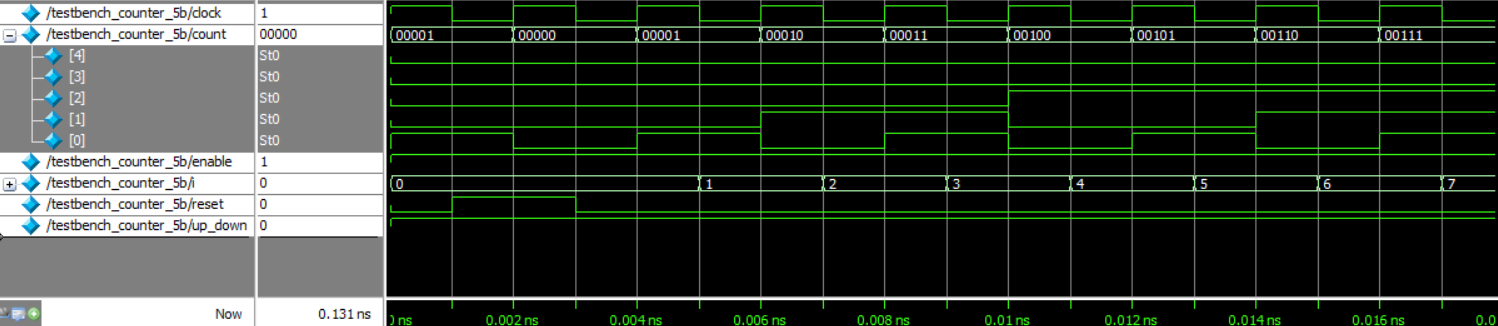 /testbench_counter_5b/clock 1
/testbench_counter_5b/count 00000 00001 00000 00001 00010 00011 00100 00101 00110 00111
[4] St0
[3] St0
[2] St0
[1] St0
[0] St0
/testbench_counter_5b/enable 1
/testbench_counter_5b/i 0 0 1 2 3 4 5 6 7
/testbench_counter_5b/reset 0
/testbench_counter_5b/up_down 0
Now 0.131 ns ns 0.002 ns 0.004 ns 0.006 ns 0.008 ns 0.01 ns 0.012 ns 0.014 ns 0.016 ns 0.0